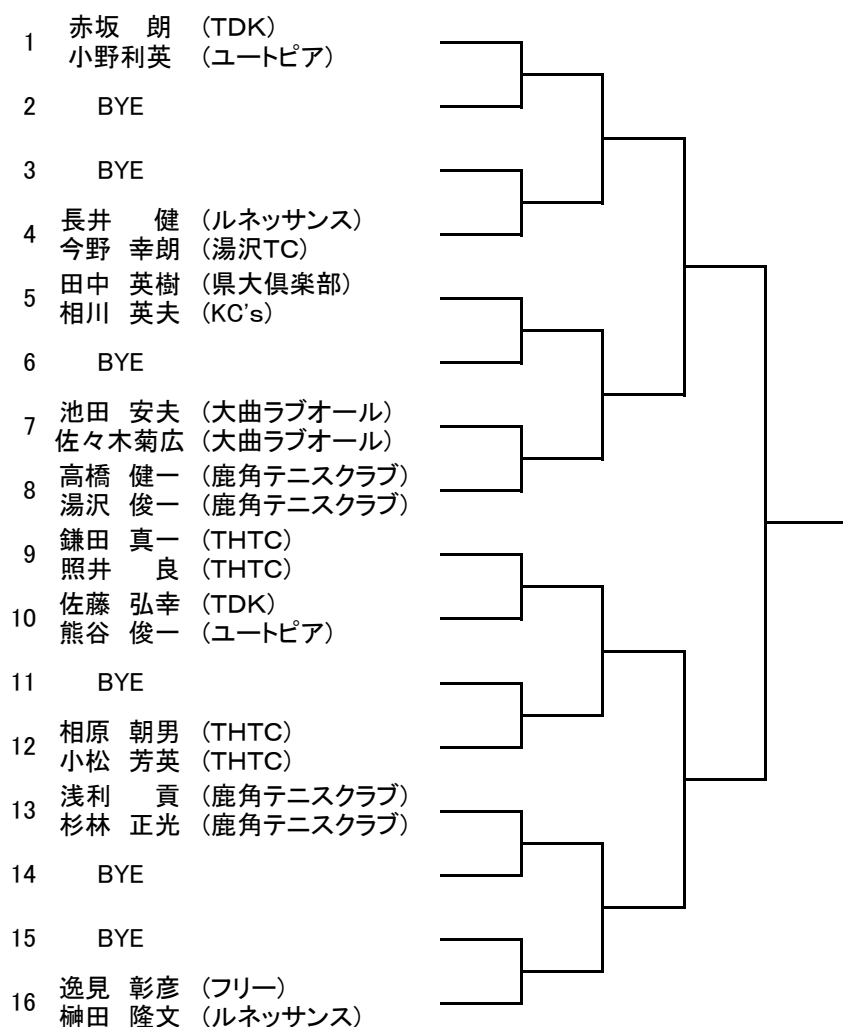 1 赤坂 朗 (TDK)
小野利英 (ユートピア)
2 BYE
3 BYE
4 長井 健 (ルネッサンス)
今野 幸朗 (湯沢TC)
5 田中 英樹 (県大倶楽部)
相川 英夫 (KC's)
6 BYE
7 池田 安夫 (大曲ラブオール)
佐々木菊広 (大曲ラブオール)
8 高橋 健一 (鹿角テニスクラブ)
湯沢 俊一 (鹿角テニスクラブ)
9 鎌田 真一 (THTC)
照井 良 (THTC)
10 佐藤 弘幸 (TDK)
熊谷 俊一 (ユートピア)
11 BYE
12 相原 朝男 (THTC)
小松 芳英 (THTC)
13 浅利 貢 (鹿角テニスクラブ)
杉林 正光 (鹿角テニスクラブ)
14 BYE
15 BYE
16 逸見 彰彦 (フリー)
榊田 隆文 (ルネッサンス)